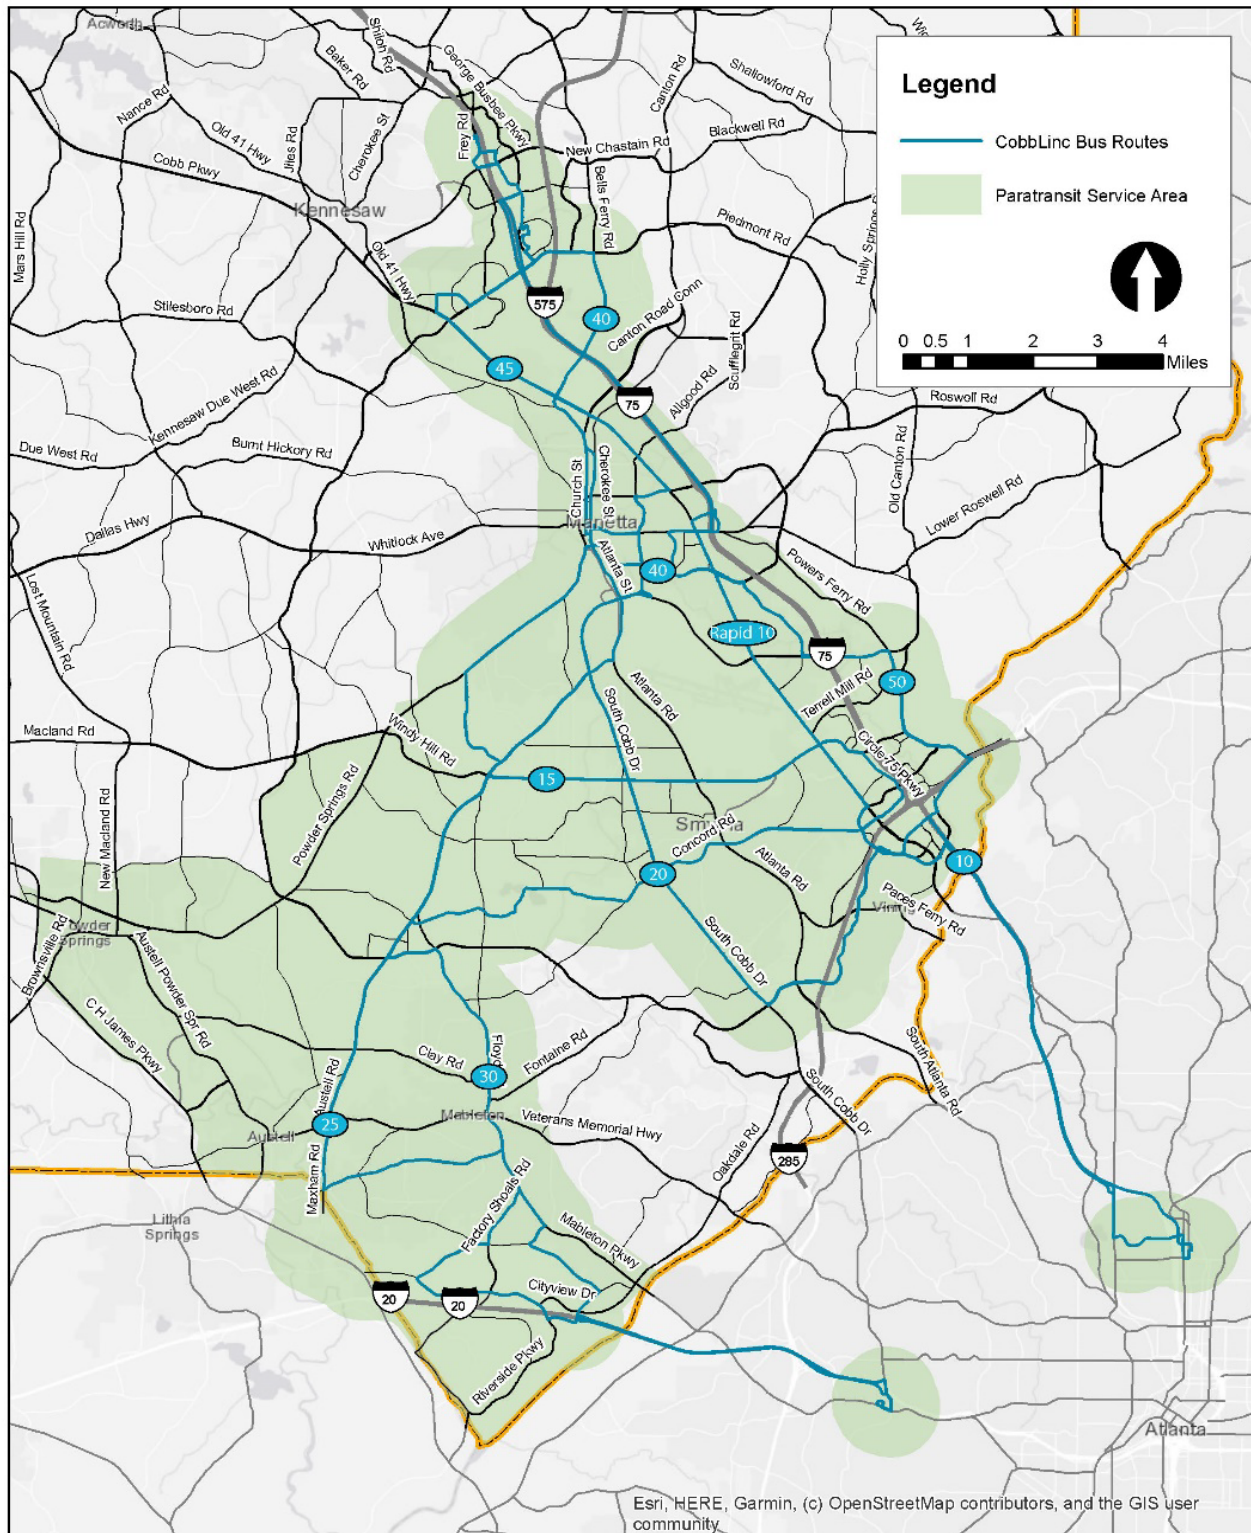 Acworth
Shilon Rd
Baker Rd
George Busbee Pkwy
Canton Rd
Shallowford Rd
Nance Rd
Old 41 Hwy
Jiles Rd
Cherokee St
Frey Rd
New Chastain Rd
Blackwell Rd
Cobb Pkwy
Kennesaw
Bells Ferry Rd
Piedmont Rd
Mars Hill Rd
Old 41 Hwy
Legend
CobbLinc Bus Routes
Paratransit Service Area
0 0.5 1 2 3 4
Miles
Stilesboro Rd
575
40
Canton Road Conn
Scufflegrit Rd
45
75
Allgood Rd
Roswoll Rd
Kennesaw Due West Rd
Due West Rd
Burnt Hickory Rd
Church St
Cherokee St
Old Canton Rd
Lower Roswell Rd
Dallas Hwy
Whitlock Ave
Marietta
Atlanta St
40
Powers Ferry Rd
Lost Mountain Rd
Rapid 10
75
50
Terrell Mill Rd
Atlanta Rd
South Cobb Dr
Macland Rd
Windy Hill Rd
Circle 75 Pkwy
15
New Macland Rd
Powder Springs Rd
Smyrna
Concord Rd
20
Atlanta Rd
10
Paces Ferry Rd
Brownsville Rd
Springs
Austell Powder Spr Rd
South Cobb Dr
C H James Pkwy
Clay Rd
Floyd
Fontaine Rd
30
Austell Rd
South Atlanta Rd
South Cobb Dr
25
Mableton
Veterans Memorial Hwy
Austell
Oakdale Rd
285
Maxham Rd
Factory Shoals Rd
Lithia
Springs
Mableton Pkwy
Cityview Dr
20
20
Riverside Pkwy
Atlanta
Esri, HERE, Garmin, (c) OpenStreetMap contributors, and the GIS user
community